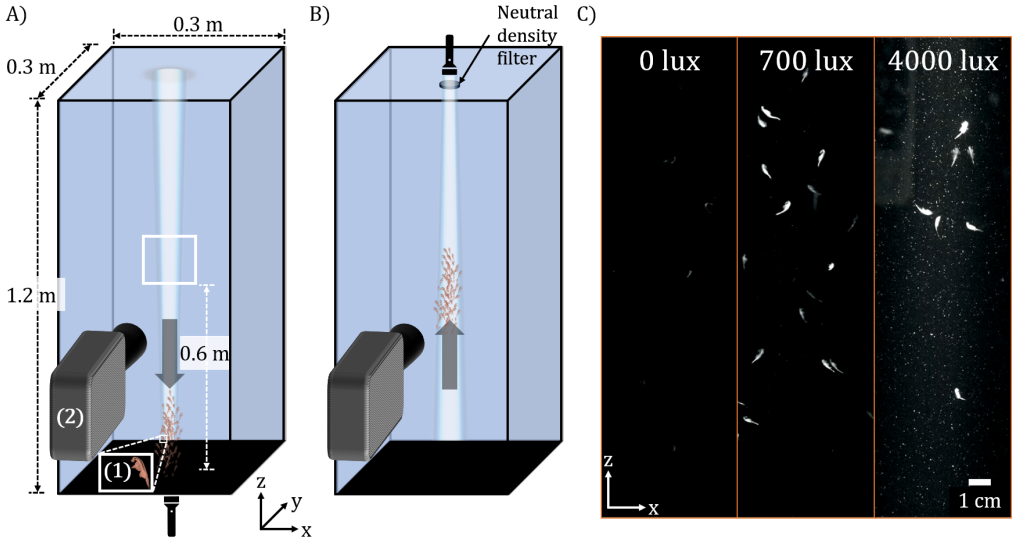 A)
0.3 m
0.3 m
1.2 m
0.6 m
(2)
(1)
z
y
x
B)
Neutral
density
filter
C)
0 lux
700 lux
4000 lux
z
x
1 cm